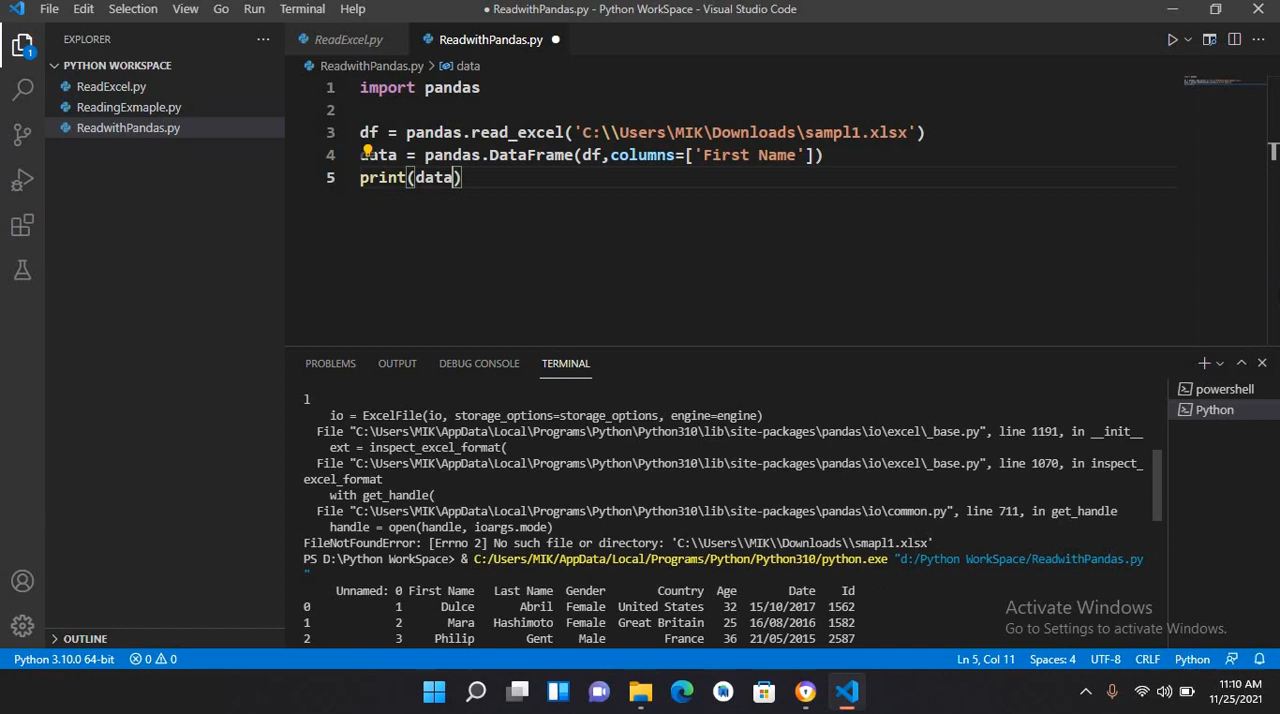 File Edit Selection View Go Run Terminal Help
● ReadwithPandas.py - Python WorkSpace - Visual Studio Code
EXPLORER ···
1
PYTHON WORKSPACE
ReadExcel.py
ReadingExmaple.py
ReadwithPandas.py
OUTLINE
ReadExcel.py ReadwithPandas.py ●
ReadwithPandas.py > data
1 import pandas
2
3 df = pandas.read_excel('C:\\Users\MIK\Downloads\sampl1.xlsx')
4 data = pandas.DataFrame(df,columns=['First Name'])
5 print(data)
PROBLEMS OUTPUT DEBUG CONSOLE TERMINAL
powershell
Python
l
io = ExcelFile(io, storage_options=storage_options, engine=engine)
File "C:\Users\MIK\AppData\Local\Programs\Python\Python310\lib\site-packages\pandas\io\excel\_base.py", line 1191, in __init__
ext = inspect_excel_format(
File "C:\Users\MIK\AppData\Local\Programs\Python\Python310\lib\site-packages\pandas\io\excel\_base.py", line 1070, in inspect_
excel_format
with get_handle(
File "C:\Users\MIK\AppData\Local\Programs\Python\Python310\lib\site-packages\pandas\io\common.py", line 711, in get_handle
handle = open(handle, ioargs.mode)
FileNotFoundError: [Errno 2] No such file or directory: 'C:\\Users\\MIK\\Downloads\\smapl1.xlsx'
PS D:\Python WorkSpace> & C:/Users/MIK/AppData/Local/Programs/Python/Python310/python.exe "d:/Python WorkSpace/ReadwithPandas.py
"
Unnamed: 0 First Name Last Name Gender Country Age Date Id
0 1 Dulce Abril Female United States 32 15/10/2017 1562
1 2 Mara Hashimoto Female Great Britain 25 16/08/2016 1582
2 3 Philip Gent Male France 36 21/05/2015 2587
Activate Windows
Go to Settings to activate Windows.
Python 3.10.0 64-bit 0 0 Ln 5, Col 11 Spaces: 4 UTF-8 CRLF Python
11:10 AM
11/25/2021